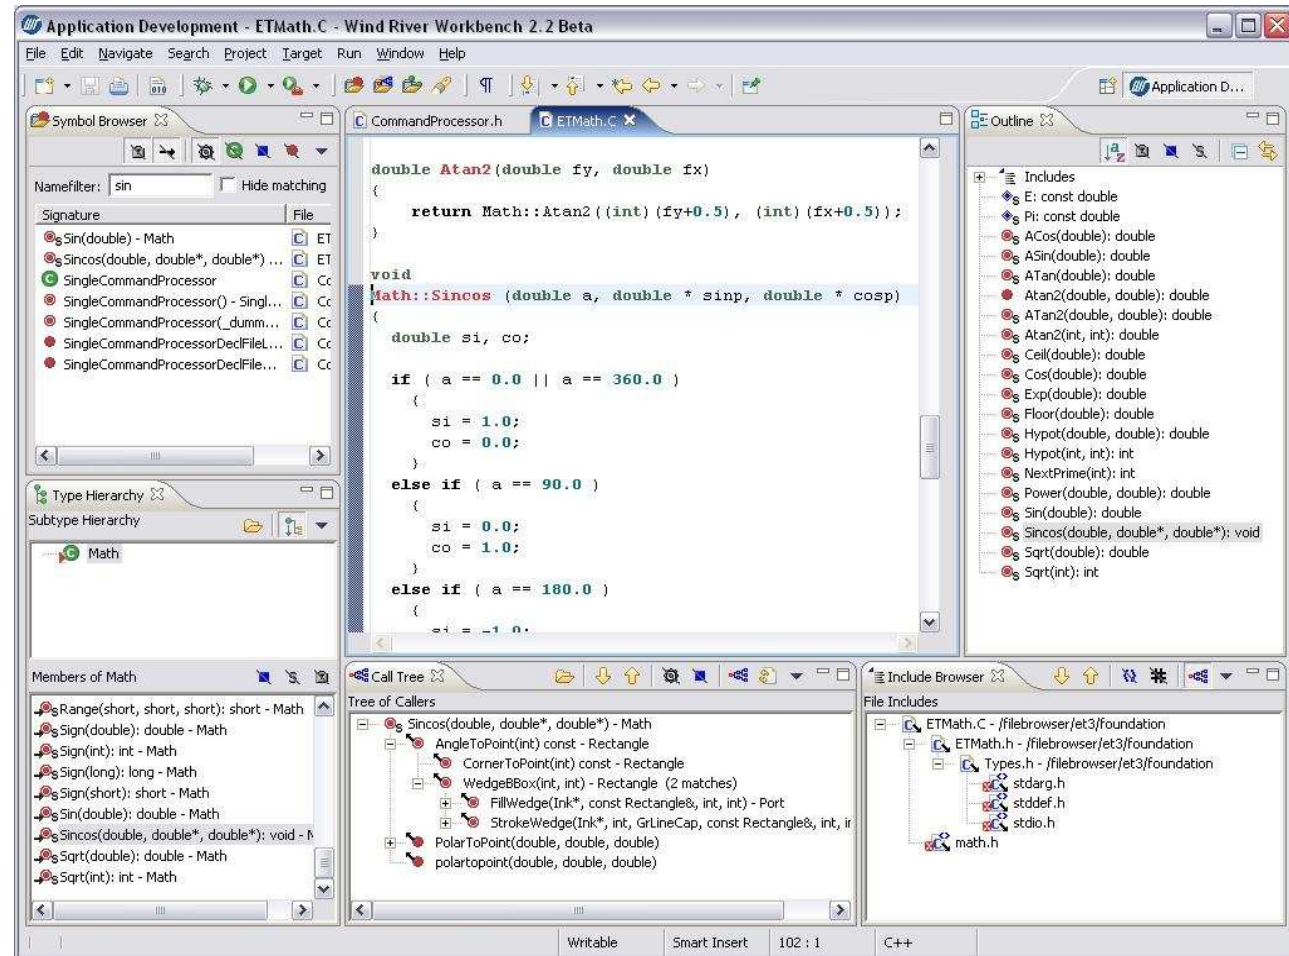 Application Development - ETMath.C - Wind River Workbench 2.2 Beta
File Edit Navigate Search Project Target Run Window Help
Application D...
Symbol Browser
Namefilter: sin Hide matching
Signature File
Sin(double) - Math ET
Sincos(double, double*, double*) ... ET
SingleCommandProcessor Cc
SingleCommandProcessor() - Singl... Cc
SingleCommandProcessor(_dumm... Cc
SingleCommandProcessorDeclFileL... Cc
SingleCommandProcessorDeclFile... Cc
Type Hierarchy
Subtype Hierarchy
Math
Members of Math
Range(short, short, short): short - Math
Sign(double): double - Math
Sign(int): int - Math
Sign(long): long - Math
Sign(short): short - Math
Sin(double): double - Math
Sincos(double, double*, double*): void - M
Sqrt(double): double - Math
Sqrt(int): int - Math
CommandProcessor.h ETMath.C
double Atan2(double fy, double fx)
{
return Math::Atan2((int)(fy+0.5), (int)(fx+0.5));
}
void
Math::Sincos (double a, double * sinp, double * cosp)
{
double si, co;
if ( a == 0.0 || a == 360.0 )
{
si = 1.0;
co = 0.0;
}
else if ( a == 90.0 )
{
si = 0.0;
co = 1.0;
}
else if ( a == 180.0 )
{
si = -1.0;
Outline
Includes
E: const double
Pi: const double
ACos(double): double
ASin(double): double
ATan(double): double
Atan2(double, double): double
ATan2(double, double): double
Atan2(int, int): double
Ceil(double): double
Cos(double): double
Exp(double): double
Floor(double): double
Hypot(double, double): double
Hypot(int, int): int
NextPrime(int): int
Power(double, double): double
Sin(double): double
Sincos(double, double*, double*): void
Sqrt(double): double
Sqrt(int): int
Call Tree
Tree of Callers
Sincos(double, double*, double*) - Math
AngleToPoint(int) const - Rectangle
CornerToPoint(int) const - Rectangle
WedgeBBox(int, int) - Rectangle (2 matches)
FillWedge(Ink*, const Rectangle&, int, int) - Port
StrokeWedge(Ink*, int, GrLineCap, const Rectangle&, int, ir
PolarToPoint(double, double, double)
polartopoint(double, double, double)
Include Browser
File Includes
ETMath.C - /filebrowser/et3/foundation
ETMath.h - /filebrowser/et3/foundation
Types.h - /filebrowser/et3/foundation
stdarg.h
stddef.h
stdio.h
math.h
Writable Smart Insert 102 : 1 C++